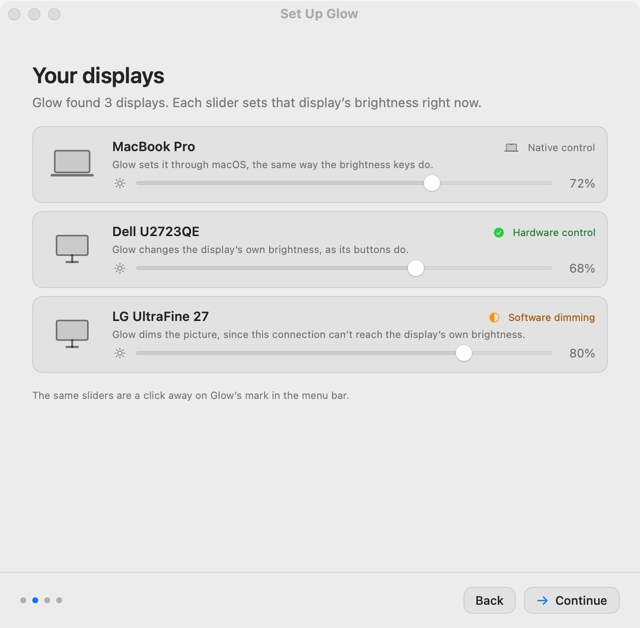 Set Up Glow
Your displays
Glow found 3 displays. Each slider sets that display’s brightness right now.
MacBook Pro
Native control
Glow sets it through macOS, the same way the brightness keys do.
72%
Dell U2723QE
Hardware control
Glow changes the display’s own brightness, as its buttons do.
68%
LG UltraFine 27
Software dimming
Glow dims the picture, since this connection can’t reach the display’s own brightness.
80%
The same sliders are a click away on Glow’s mark in the menu bar.
Back
Continue